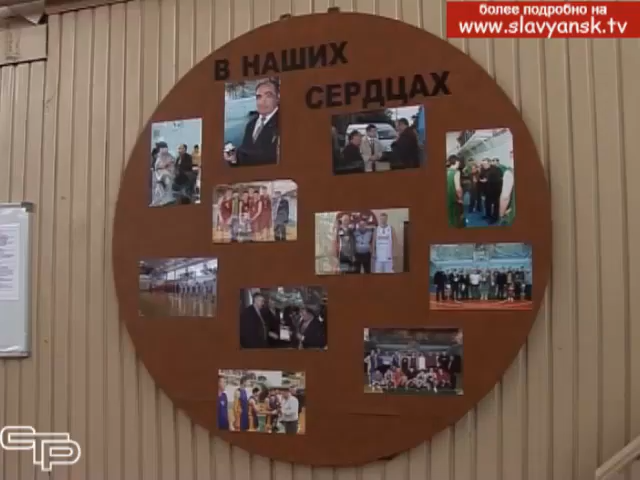 более подробно на
www.slavyansk.tv
В НАШИХ
СЕРДЦАХ
СТР